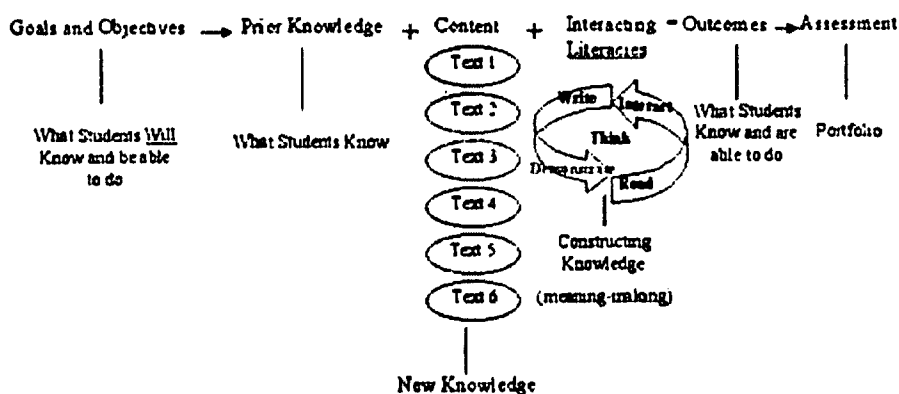 Goals and Objectives → Prior Knowledge + Content + Interacting Literacies = Outcomes → Assessment
Text 1
Text 2
Text 3
Text 4
Text 5
Text 6
Write
Interact
Think
Demonstrate
Read
What Students Will
Know and be able
to do
What Students Know
What Students
Know and are
able to do
Portfolio
Constructing
Knowledge
(meaning-making)
New Knowledge